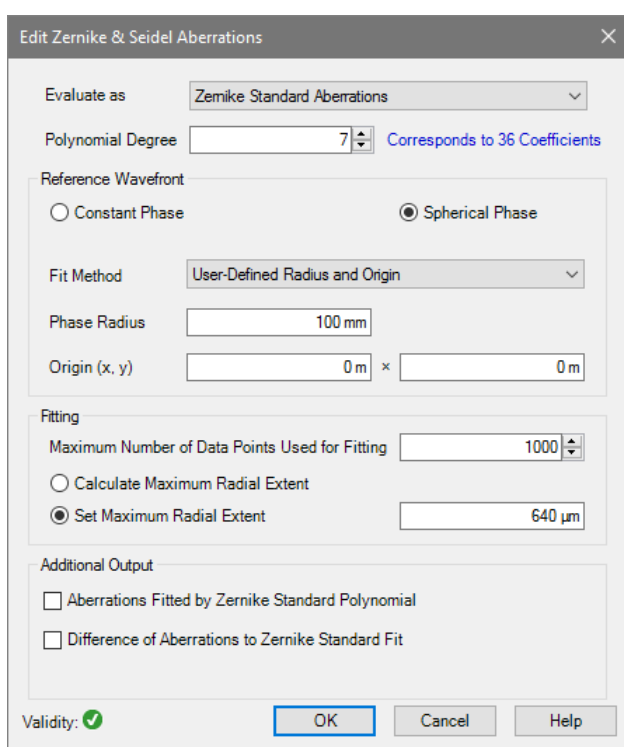 Edit Zernike & Seidel Aberrations
Evaluate as Zernike Standard Aberrations
Polynomial Degree 7 Corresponds to 36 Coefficients
Reference Wavefront
Constant Phase Spherical Phase
Fit Method User-Defined Radius and Origin
Phase Radius 100 mm
Origin (x, y) 0 m × 0 m
Fitting
Maximum Number of Data Points Used for Fitting 1000
Calculate Maximum Radial Extent
Set Maximum Radial Extent 640 µm
Additional Output
Aberrations Fitted by Zernike Standard Polynomial
Difference of Aberrations to Zernike Standard Fit
Validity: OK Cancel Help